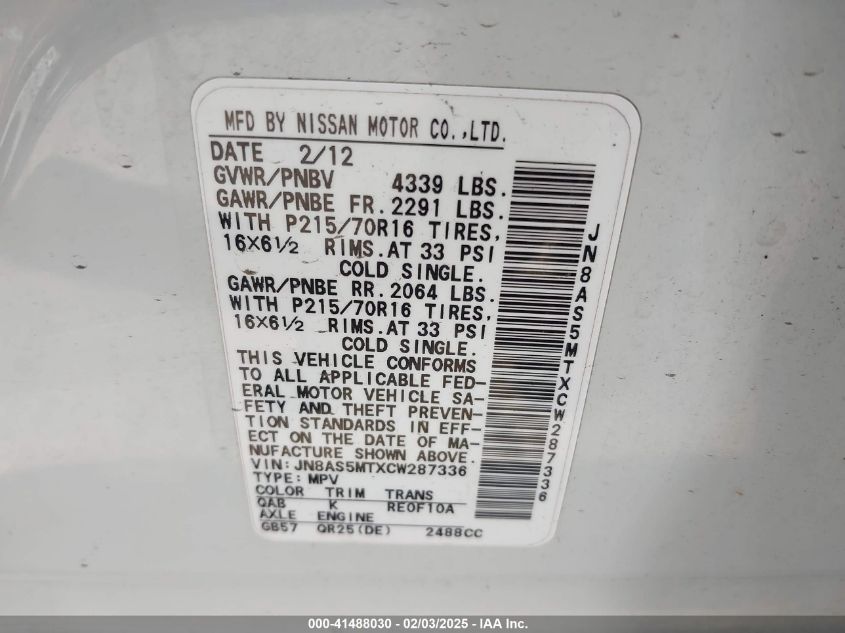 MFD BY NISSAN MOTOR CO.,LTD.
DATE 2/12
GVWR/PNBV 4339 LBS.
GAWR/PNBE FR. 2291 LBS.
WITH P215/70R16 TIRES,
16X6½ RIMS.AT 33 PSI
COLD SINGLE.
GAWR/PNBE RR. 2064 LBS.
WITH P215/70R16 TIRES,
16X6½ RIMS.AT 33 PSI
COLD SINGLE.
THIS VEHICLE CONFORMS
TO ALL APPLICABLE FED-
ERAL MOTOR VEHICLE SA-
FETY AND THEFT PREVEN-
TION STANDARDS IN EFF-
ECT ON THE DATE OF MA-
NUFACTURE SHOWN ABOVE.
VIN: JN8AS5MTXCW287336
TYPE: MPV
COLOR TRIM TRANS
QAB K RE0F10A
AXLE ENGINE
GB57 QR25(DE) 2488CC
JN8AS5MTXCW287336
000-41488030 - 02/03/2025 - IAA Inc.